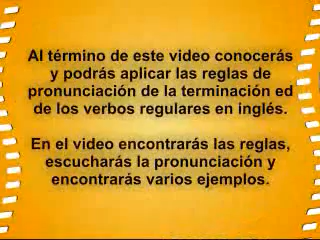 Al término de este video conocerás
y podrás aplicar las reglas de
pronunciación de la terminación ed
de los verbos regulares en inglés.
En el video encontrarás las reglas,
escucharás la pronunciación y
encontrarás varios ejemplos.